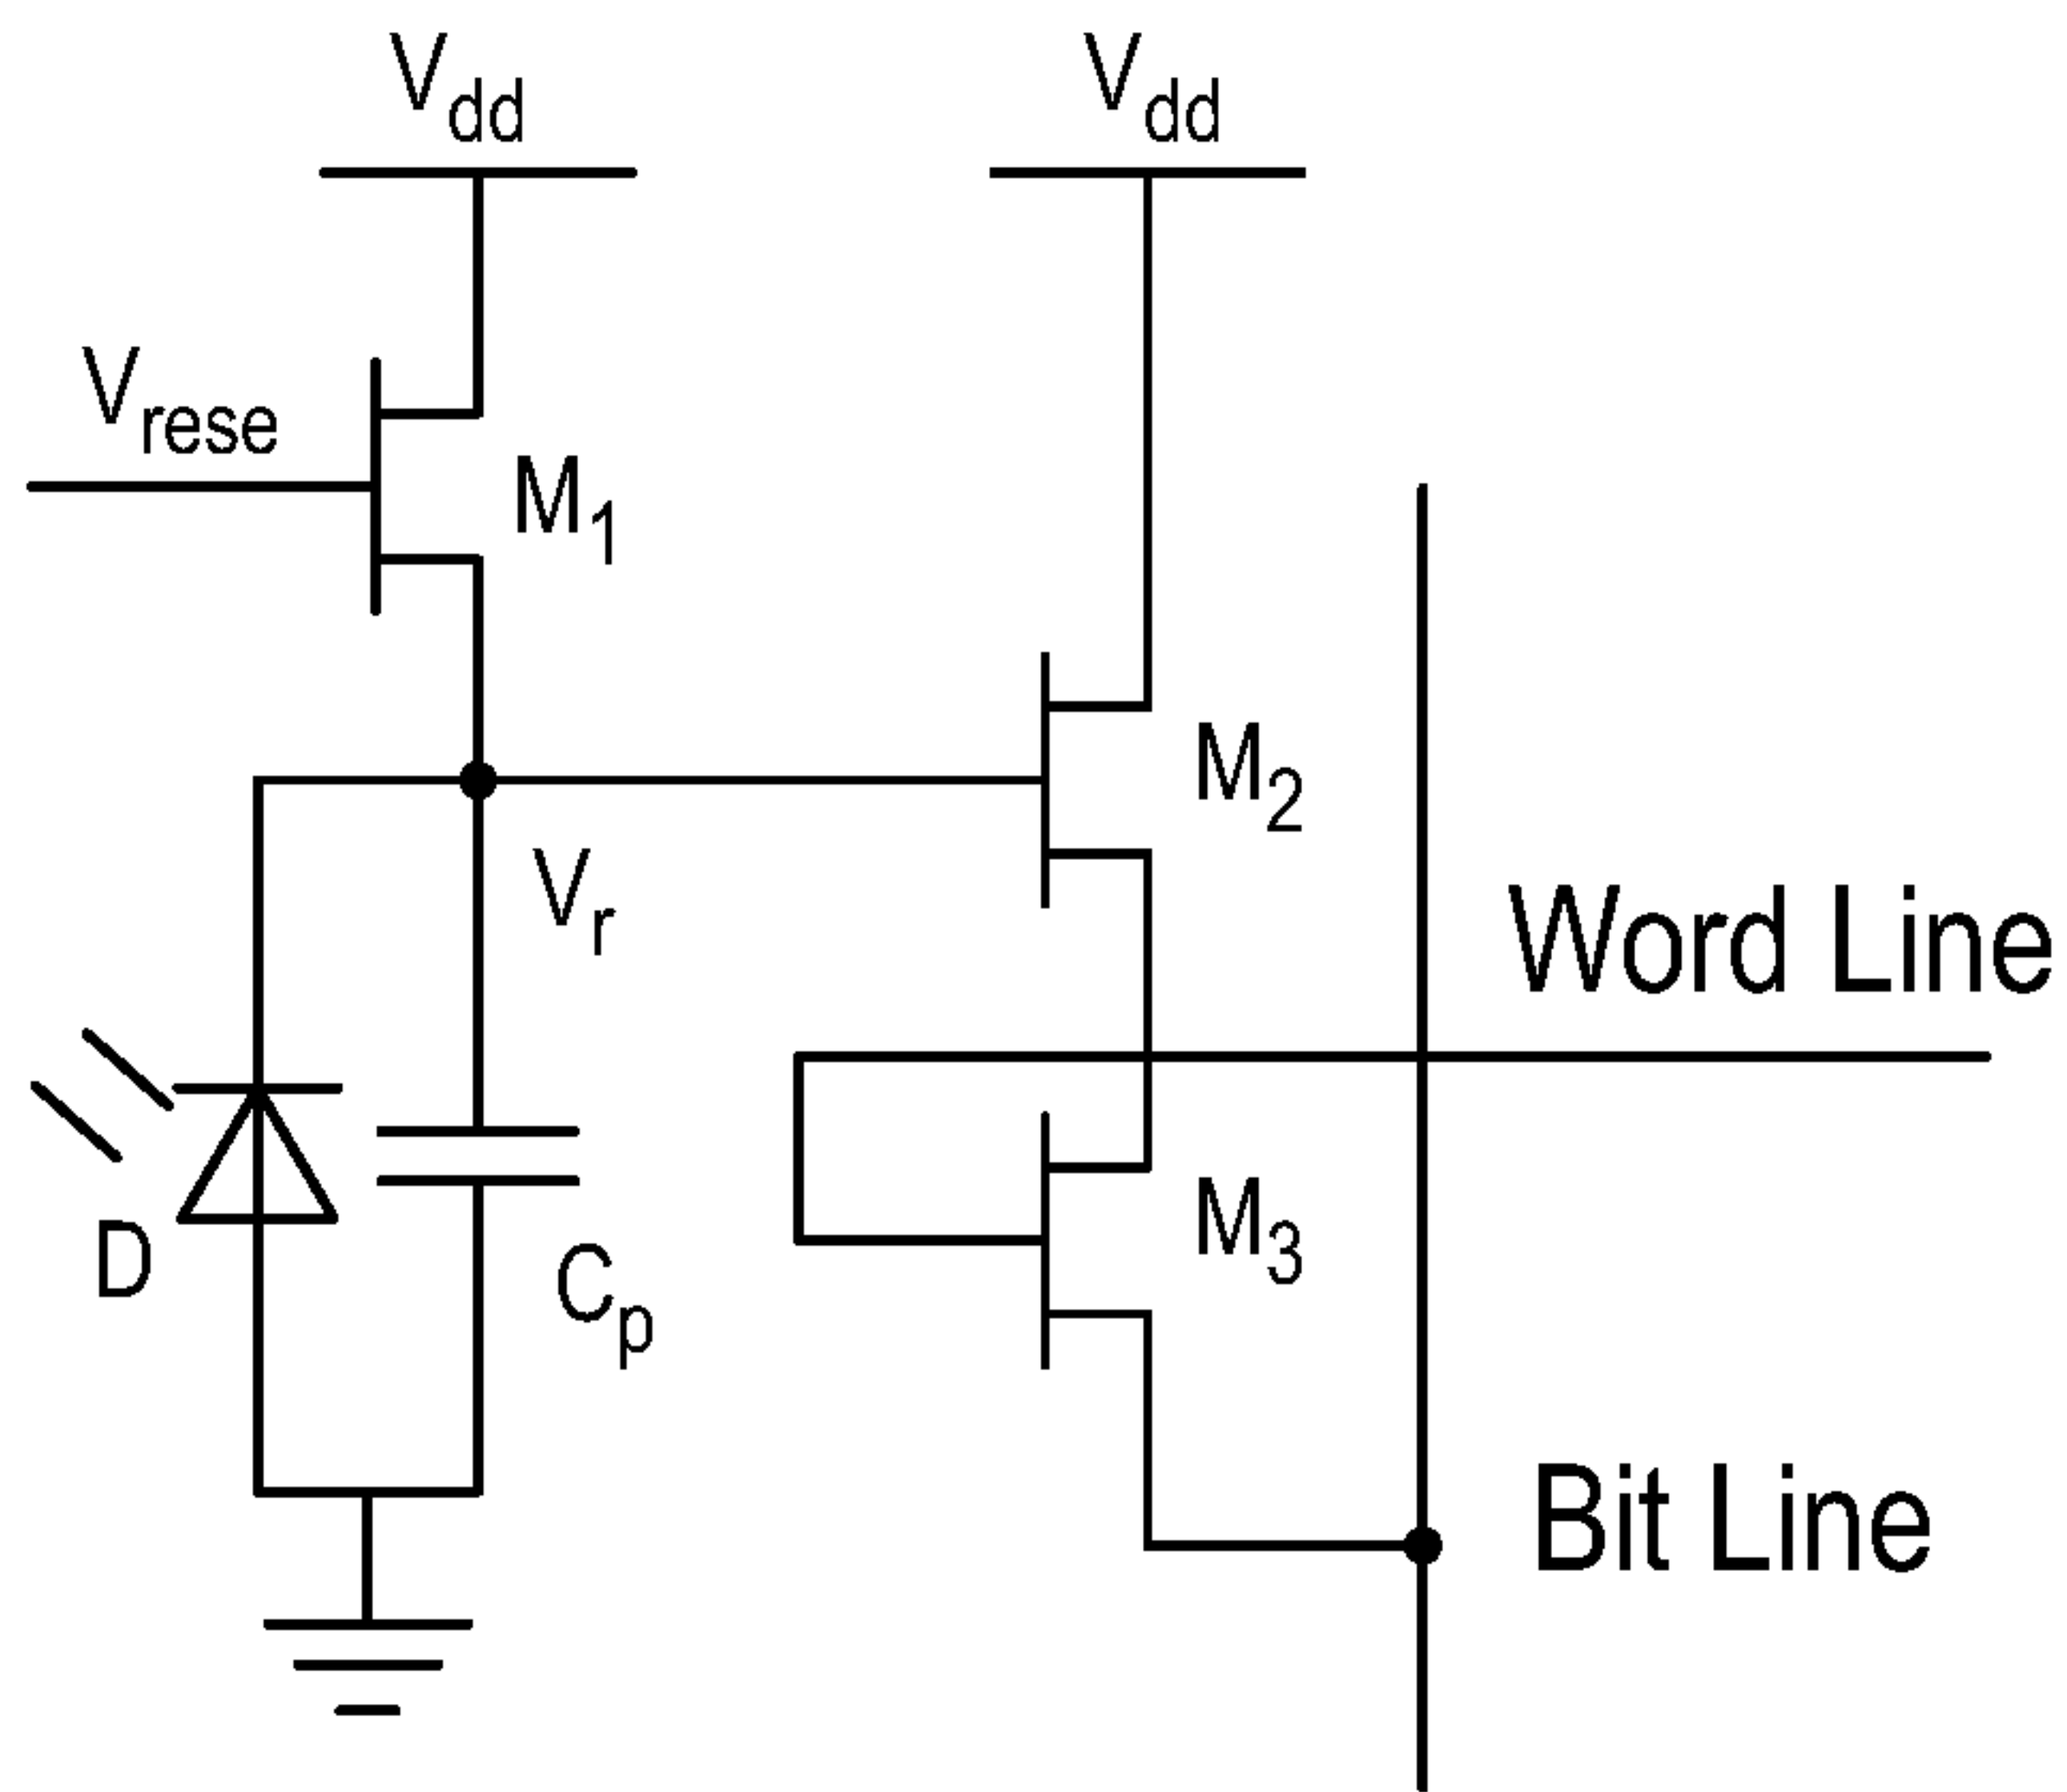 Vdd
Vdd
Vrese
M1
M2
Vr
Word Line
M3
D
Cp
Bit Line